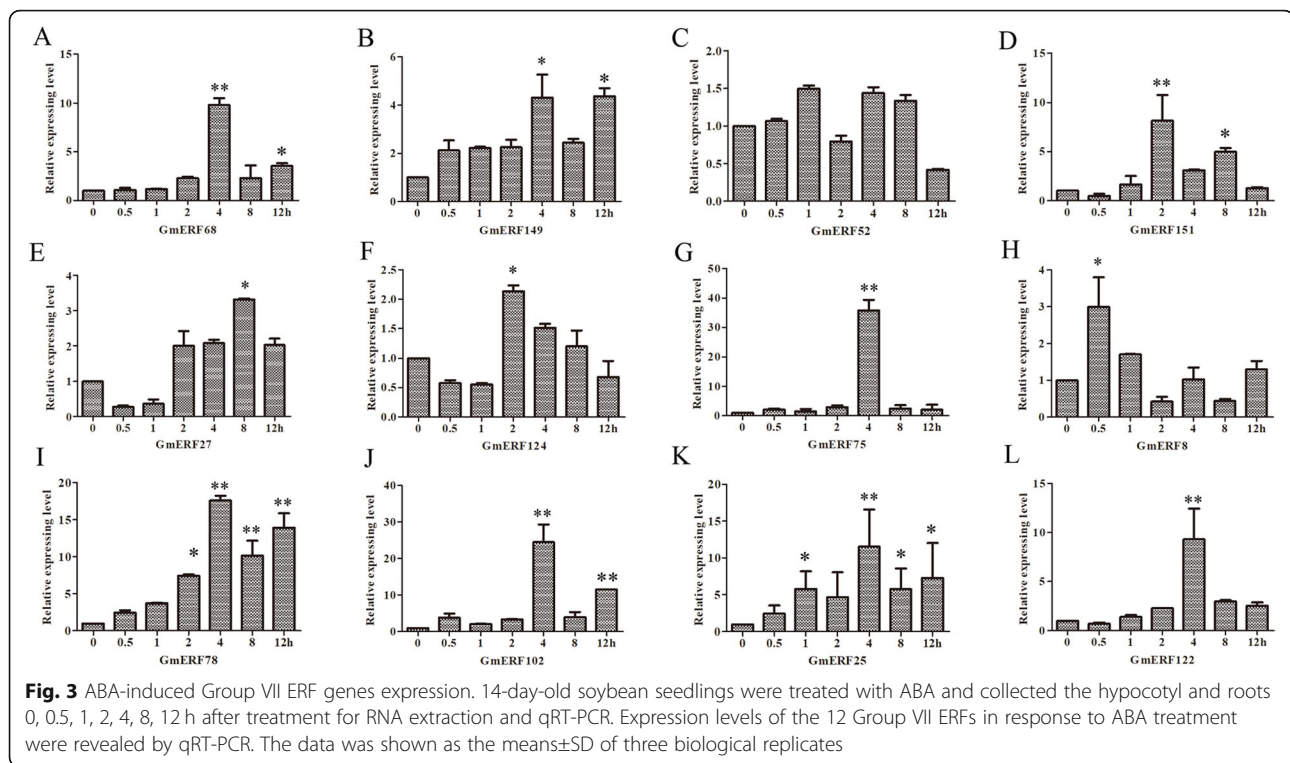 A
Relative expressing level
15
10
5
0
**
*
0 0.5 1 2 4 8 12h
GmERF68
B
Relative expressing level
6
4
2
0
*
*
0 0.5 1 2 4 8 12h
GmERF149
C
Relative expressing level
2.0
1.5
1.0
0.5
0.0
0 0.5 1 2 4 8 12h
GmERF52
D
Relative expressing level
15
10
5
0
**
*
0 0.5 1 2 4 8 12h
GmERF151
E
Relative expressing level
4
3
2
1
0
*
0 0.5 1 2 4 8 12h
GmERF27
F
Relative expressing level
2.5
2.0
1.5
1.0
0.5
0.0
*
0 0.5 1 2 4 8 12h
GmERF124
G
Relative expressing level
50
40
30
20
10
0
**
0 0.5 1 2 4 8 12h
GmERF75
H
Relative expressing level
4
3
2
1
0
*
0 0.5 1 2 4 8 12h
GmERF8
I
Relative expressing level
20
15
10
5
0
*
**
**
**
0 0.5 1 2 4 8 12h
GmERF78
J
Relative expressing level
40
30
20
10
0
**
**
0 0.5 1 2 4 8 12h
GmERF102
K
Relative expressing level
20
15
10
5
0
*
**
*
*
0 0.5 1 2 4 8 12h
GmERF25
L
Relative expressing level
15
10
5
0
**
0 0.5 1 2 4 8 12h
GmERF122
Fig. 3 ABA-induced Group VII ERF genes expression. 14-day-old soybean seedlings were treated with ABA and collected the hypocotyl and roots
0, 0.5, 1, 2, 4, 8, 12 h after treatment for RNA extraction and qRT-PCR. Expression levels of the 12 Group VII ERFs in response to ABA treatment
were revealed by qRT-PCR. The data was shown as the means±SD of three biological replicates